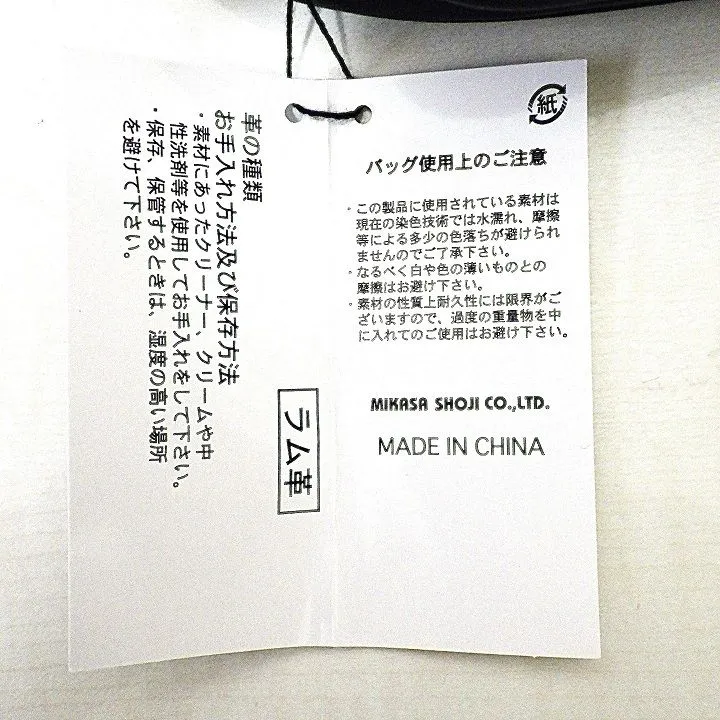 革の種類
ラム革
お手入れ方法及び保存方法
・素材にあったクリーナー、クリームや中
性洗剤等を使用してお手入れをして下さい。
・保存、保管するときは、湿度の高い場所
を避けて下さい。
紙
バッグ使用上のご注意
・この製品に使用されている素材は
現在の染色技術では水濡れ、摩擦
等による多少の色落ちが避けられ
ませんのでご了承下さい。
・なるべく白や色の薄いものとの
摩擦はお避け下さい。
・素材の性質上耐久性には限界がご
ざいますので、過度の重量物を中
に入れてのご使用はお避け下さい。
MIKASA SHOJI CO.,LTD.
MADE IN CHINA